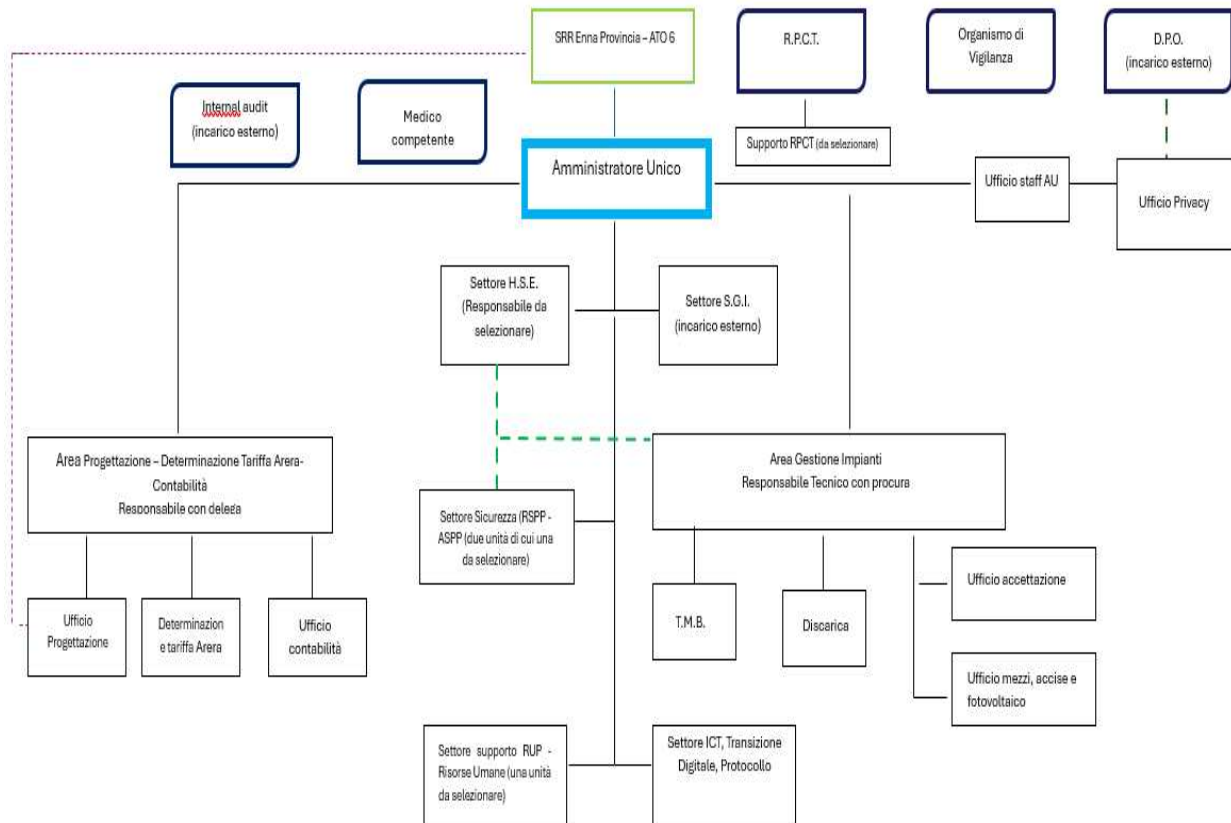 SRR Enna Provincia – ATO 6
R.P.C.T.
Organismo di
Vigilanza
D.P.O.
(incarico esterno)
Internal audit
(incarico esterno)
Medico
competente
Supporto RPCT (da selezionare)
Amministratore Unico
Ufficio staff AU
Ufficio Privacy
Settore H.S.E.
(Responsabile da
selezionare)
Settore S.G.I.
(incarico esterno)
Area Progettazione – Determinazione Tariffa Arera-
Contabilità
Responsabile con delega
Area Gestione Impianti
Responsabile Tecnico con procura
Settore Sicurezza (RSPP -
ASPP (due unità di cui una
da selezionare)
Ufficio
Progettazione
Determinazion
e tariffa Arera
Ufficio
contabilità
T.M.B.
Discarica
Ufficio accettazione
Ufficio mezzi, accise e
fotovoltaico
Settore supporto RUP -
Risorse Umane (una unità
da selezionare)
Settore ICT, Transizione
Digitale, Protocollo